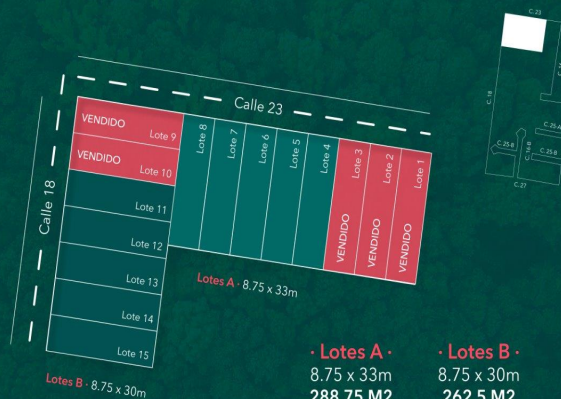 Calle 23
Calle 18
VENDIDO Lote 9
VENDIDO Lote 10
Lote 11
Lote 12
Lote 13
Lote 14
Lote 15
Lote 8
Lote 7
Lote 6
Lote 5
Lote 4
Lote 3 VENDIDO
Lote 2 VENDIDO
Lote 1 VENDIDO
Lotes A · 8.75 x 33m
Lotes B · 8.75 x 30m
· Lotes A ·
8.75 x 33m
288.75 M2
· Lotes B ·
8.75 x 30m
262.5 M2
C. 23
C. 18
C. 25-A
C. 25-B
C. 25-B
C. 27